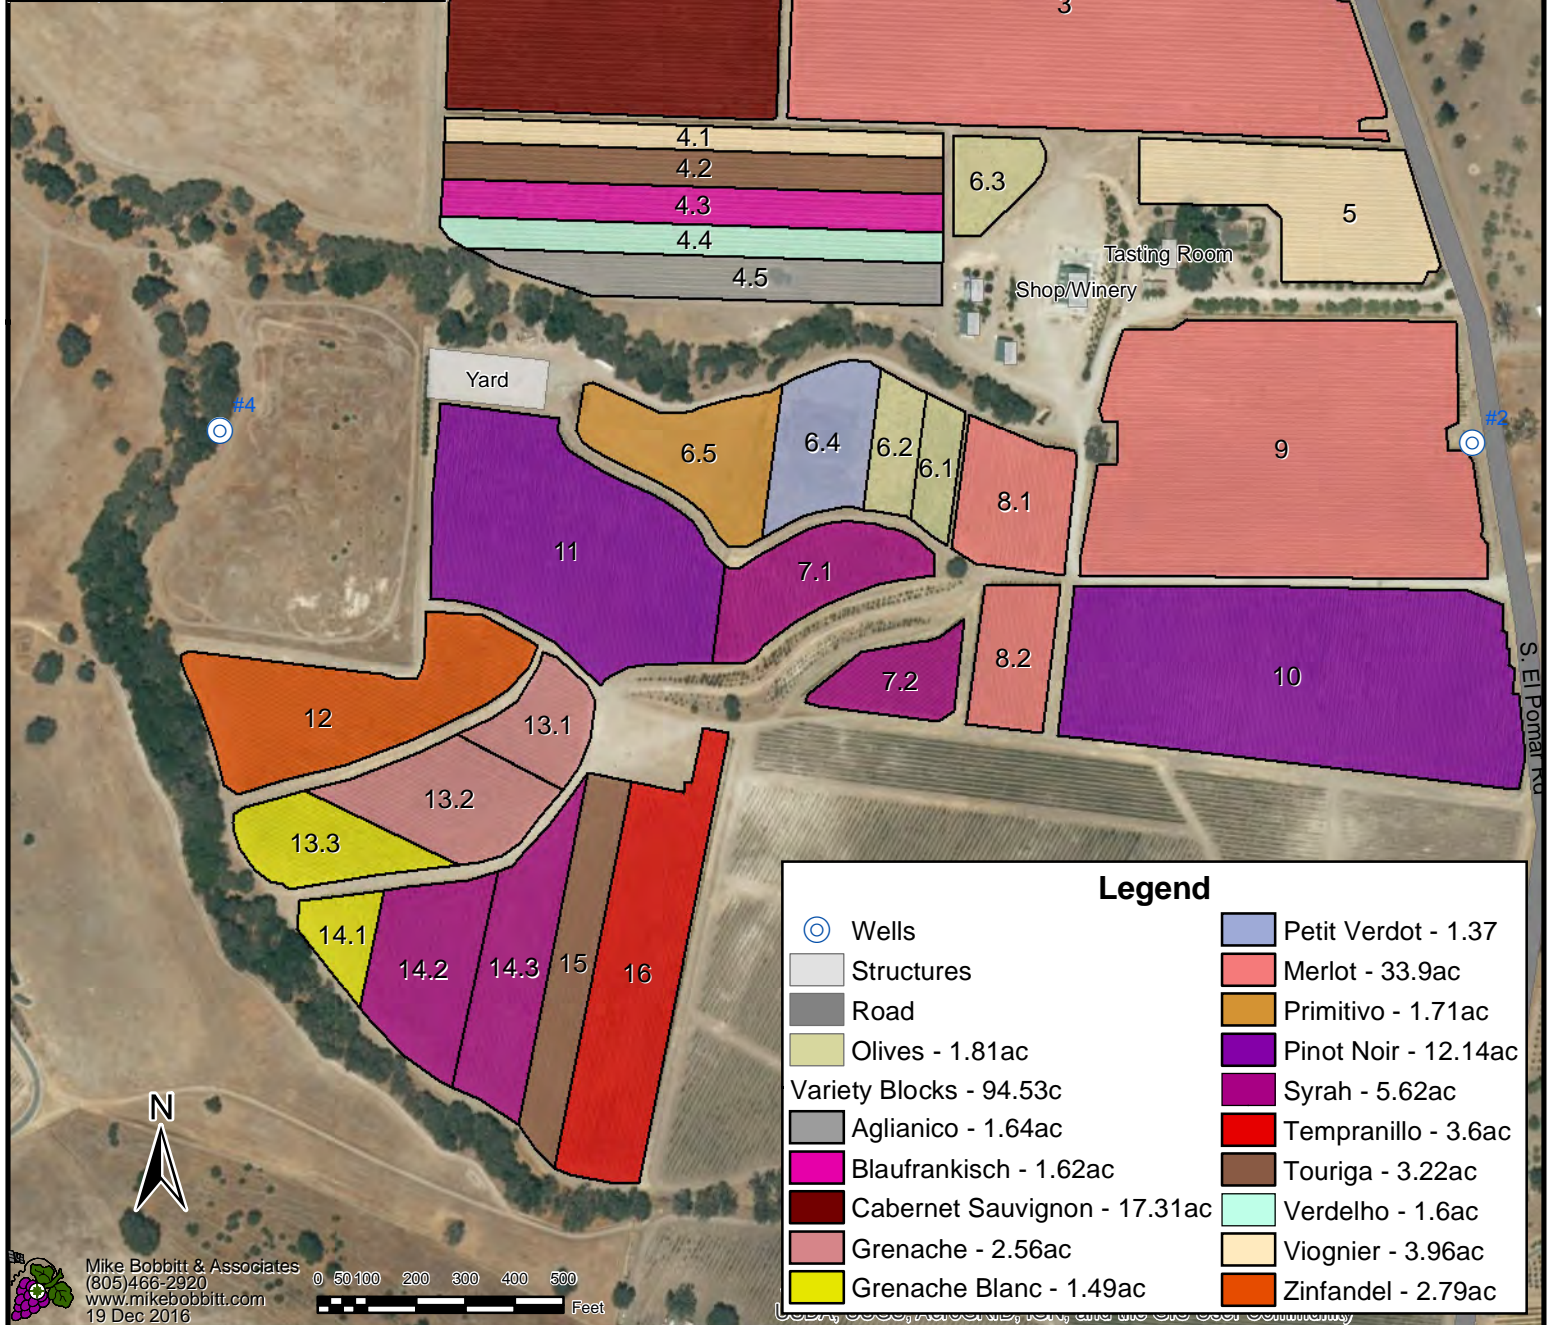 3
4.1
4.2
4.3
4.4
4.5
6.3
5
Tasting Room
Shop/Winery
Yard
#4
#2
6.5
6.4
6.2
6.1
8.1
9
11
7.1
7.2
8.2
10
S. El Pomar Rd
12
13.1
13.2
13.3
14.1
14.2
14.3
15
16
Legend
Wells
Structures
Road
Olives - 1.81ac
Variety Blocks - 94.53c
Aglianico - 1.64ac
Blaufrankisch - 1.62ac
Cabernet Sauvignon - 17.31ac
Grenache - 2.56ac
Grenache Blanc - 1.49ac
Petit Verdot - 1.37
Merlot - 33.9ac
Primitivo - 1.71ac
Pinot Noir - 12.14ac
Syrah - 5.62ac
Tempranillo - 3.6ac
Touriga - 3.22ac
Verdelho - 1.6ac
Viognier - 3.96ac
Zinfandel - 2.79ac
N
Mike Bobbitt & Associates
(805)466-2920
www.mikebobbitt.com
19 Dec 2016
0 50 100 200 300 400 500
Feet